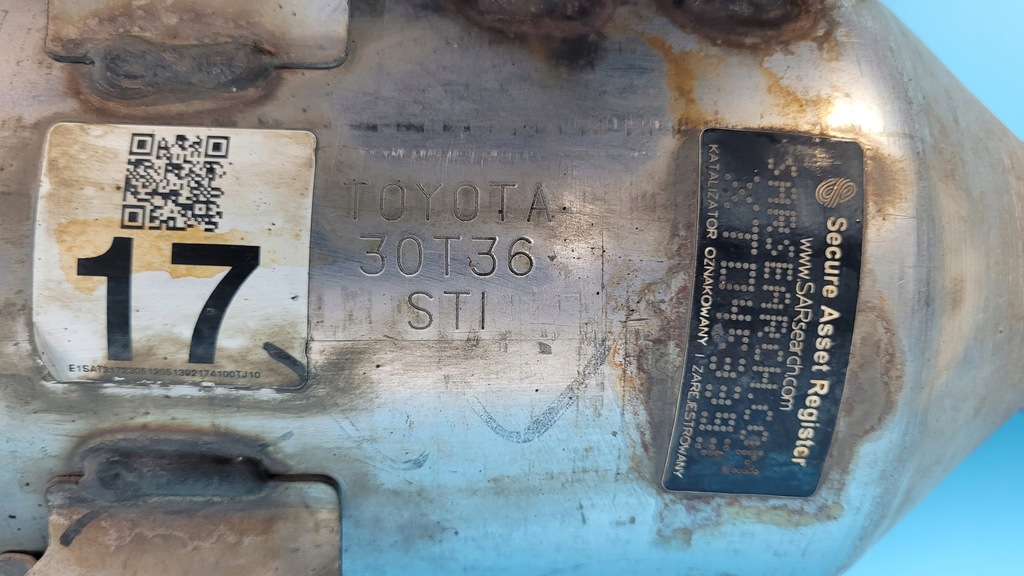 17
TOYOTA
30T36
STI
Secure Asset Register
www.SARsearch.com
KATALIZATOR OZNAKOWANY I ZAREJESTROWANY